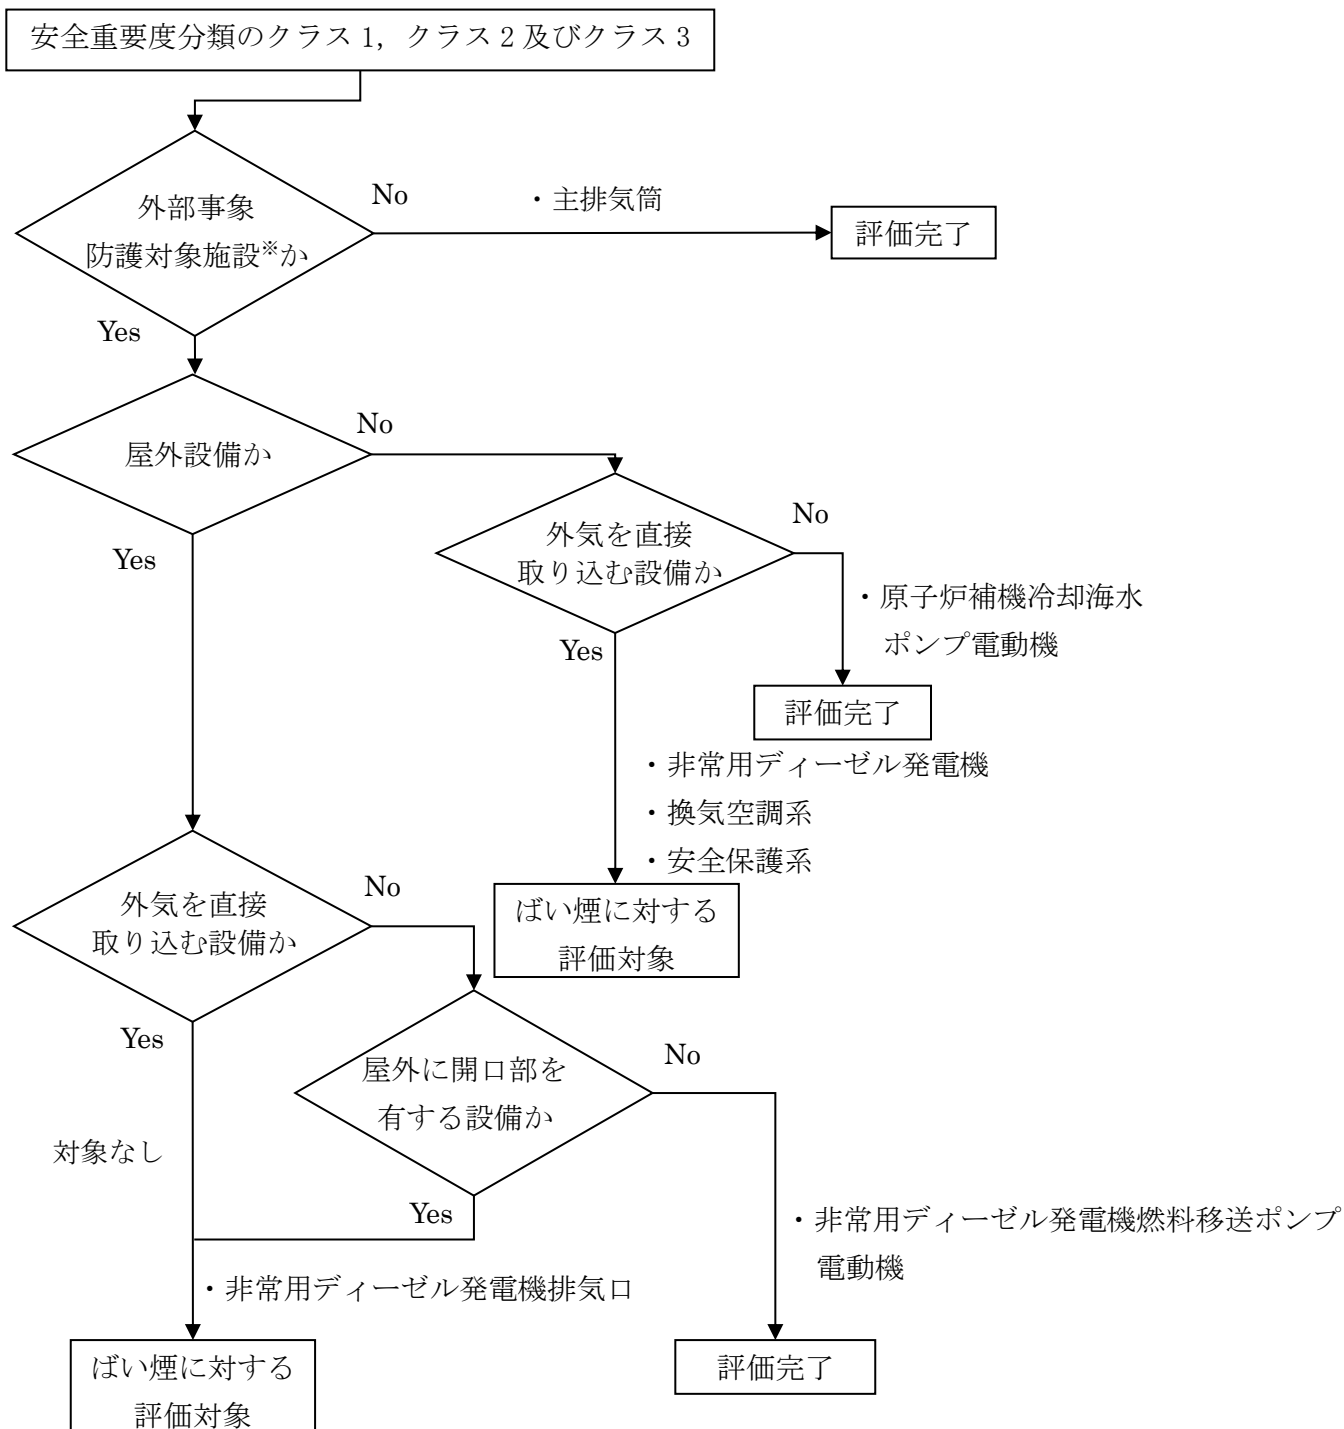 安全重要度分類のクラス 1，クラス 2 及びクラス 3
外部事象
防護対象施設※か
No
・主排気筒
評価完了
Yes
屋外設備か
No
外気を直接
取り込む設備か
No
・原子炉補機冷却海水
ポンプ電動機
評価完了
Yes
Yes
・非常用ディーゼル発電機
・換気空調系
・安全保護系
ばい煙に対する
評価対象
外気を直接
取り込む設備か
No
Yes
対象なし
屋外に開口部を
有する設備か
No
Yes
・非常用ディーゼル発電機燃料移送ポンプ
電動機
・非常用ディーゼル発電機排気口
ばい煙に対する
評価対象
評価完了